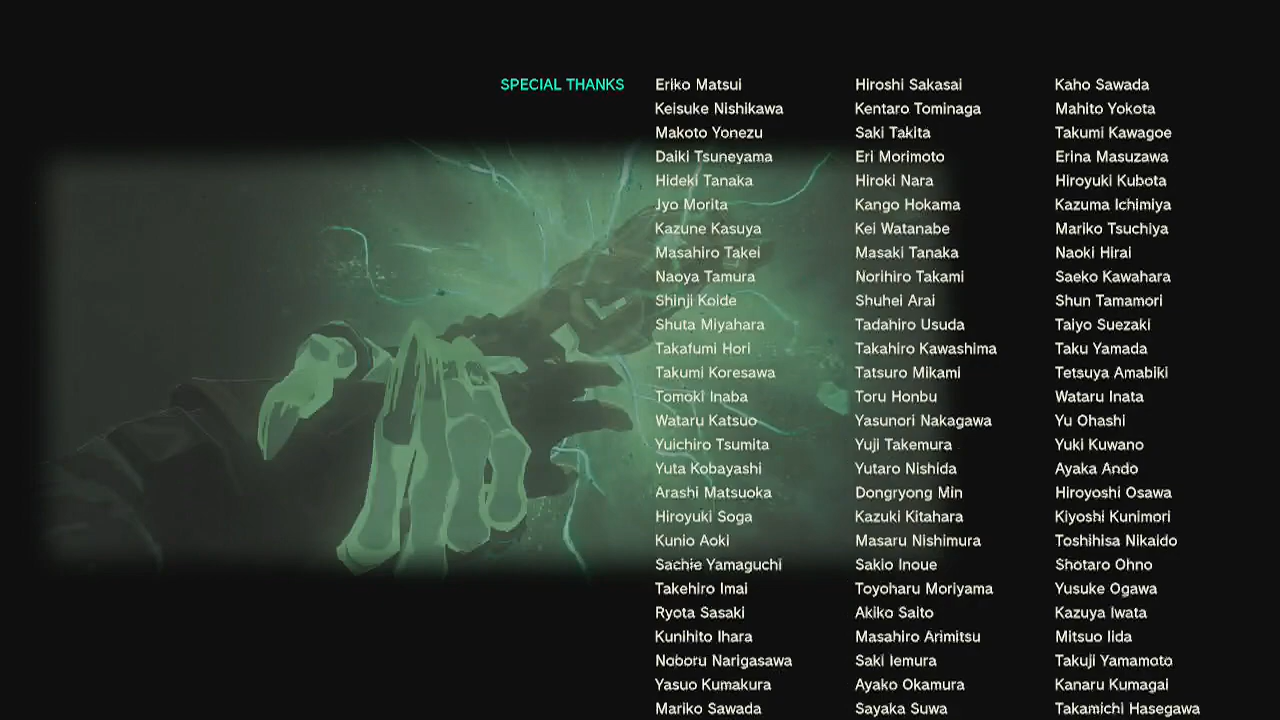 SPECIAL THANKS Eriko Matsui Hiroshi Sakasai Kaho Sawada
Keisuke Nishikawa Kentaro Tominaga Mahito Yokota
Makoto Yonezu Saki Takita Takumi Kawagoe
Daiki Tsuneyama Eri Morimoto Erina Masuzawa
Hideki Tanaka Hiroki Nara Hiroyuki Kubota
Jyo Morita Kango Hokama Kazuma Ichimiya
Kazune Kasuya Kei Watanabe Mariko Tsuchiya
Masahiro Takei Masaki Tanaka Naoki Hirai
Naoya Tamura Norihiro Takami Saeko Kawahara
Shinji Koide Shuhei Arai Shun Tamamori
Shuta Miyahara Tadahiro Usuda Taiyo Suezaki
Takafumi Hori Takahiro Kawashima Taku Yamada
Takumi Koresawa Tatsuro Mikami Tetsuya Amabiki
Tomoki Inaba Toru Honbu Wataru Inata
Wataru Katsuo Yasunori Nakagawa Yu Ohashi
Yuichiro Tsumita Yuji Takemura Yuki Kuwano
Yuta Kobayashi Yutaro Nishida Ayaka Ando
Arashi Matsuoka Dongryong Min Hiroyoshi Osawa
Hiroyuki Soga Kazuki Kitahara Kiyoshi Kunimori
Kunio Aoki Masaru Nishimura Toshihisa Nikaido
Sachie Yamaguchi Sakio Inoue Shotaro Ohno
Takehiro Imai Toyoharu Moriyama Yusuke Ogawa
Ryota Sasaki Akiko Saito Kazuya Iwata
Kunihito Ihara Masahiro Arimitsu Mitsuo Iida
Noboru Narigasawa Saki Iemura Takuji Yamamoto
Yasuo Kumakura Ayako Okamura Kanaru Kumagai
Mariko Sawada Sayaka Suwa Takamichi Hasegawa